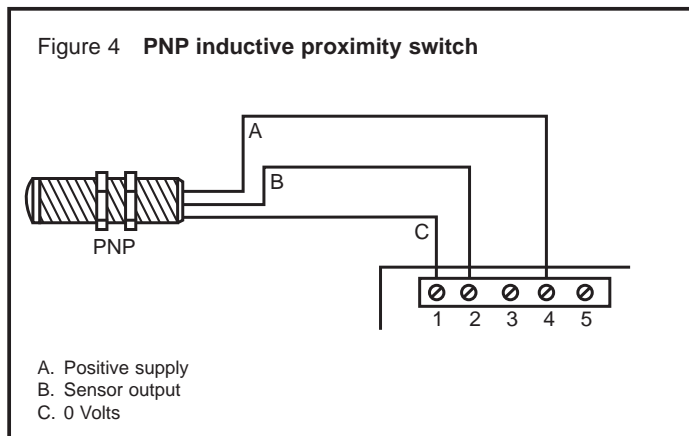 Figure 4 PNP inductive proximity switch
A
B
C
PNP
1 2 3 4 5
A. Positive supply
B. Sensor output
C. 0 Volts